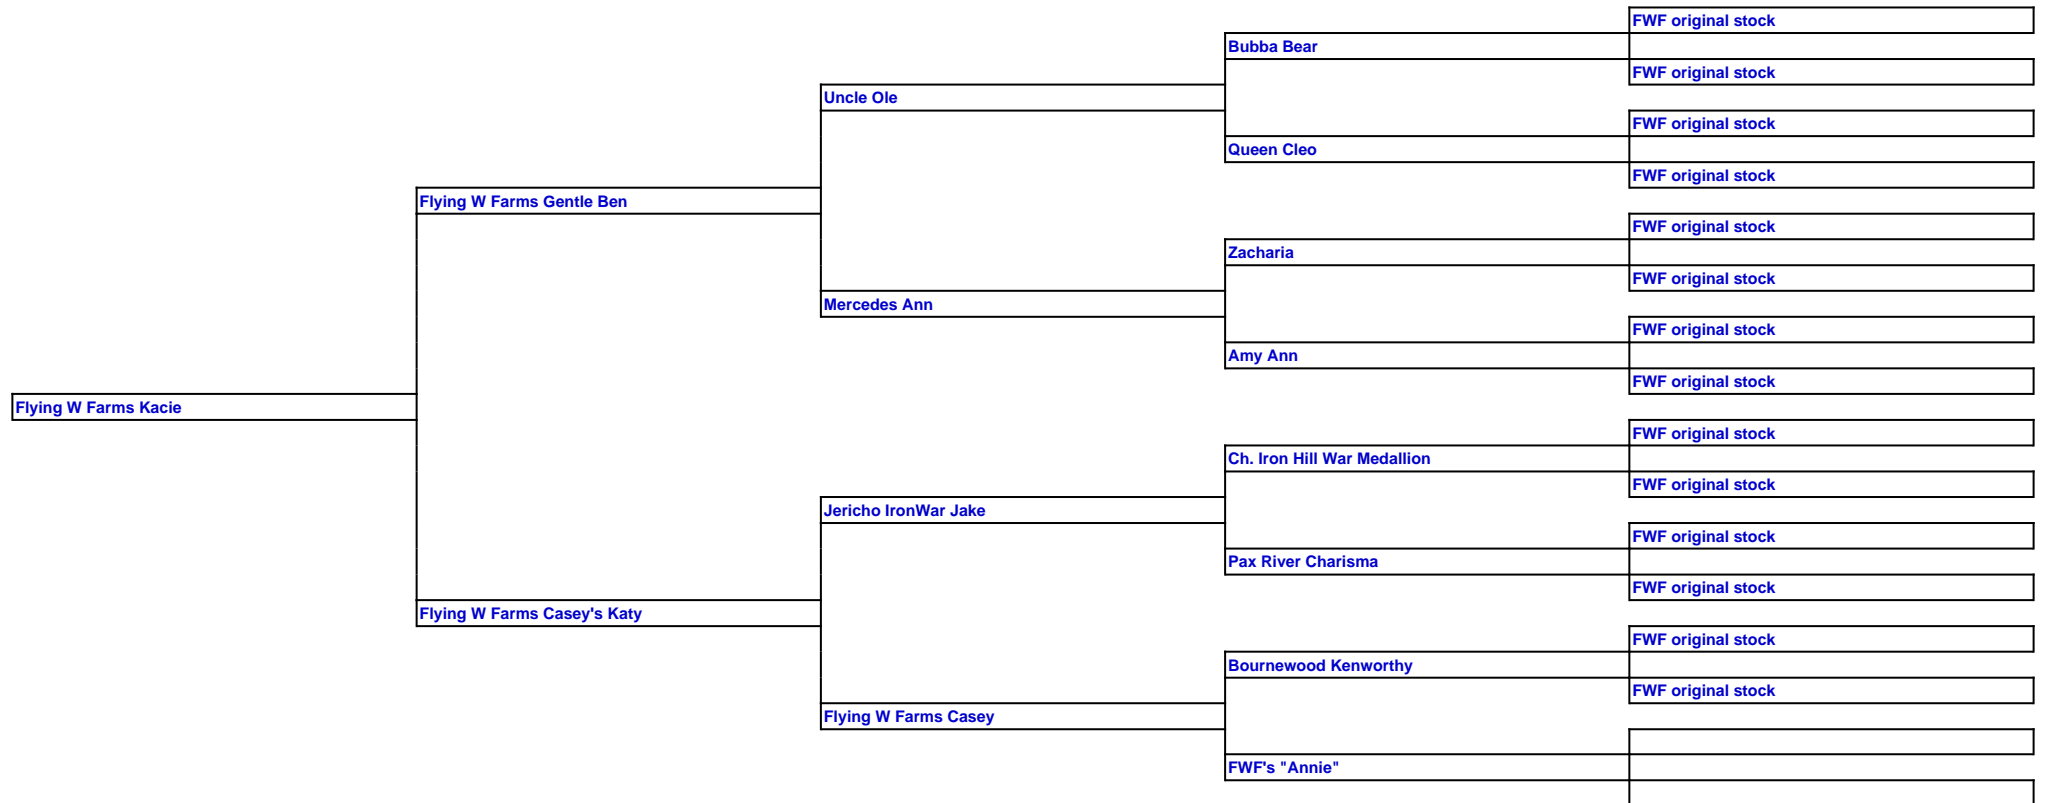 FWF original stock
Bubba Bear
FWF original stock
Uncle Ole
FWF original stock
Queen Cleo
FWF original stock
Flying W Farms Gentle Ben
FWF original stock
Zacharia
FWF original stock
Mercedes Ann
FWF original stock
Amy Ann
FWF original stock
Flying W Farms Kacie
FWF original stock
Ch. Iron Hill War Medallion
FWF original stock
Jericho IronWar Jake
FWF original stock
Pax River Charisma
FWF original stock
Flying W Farms Casey's Katy
FWF original stock
Bournewood Kenworthy
FWF original stock
Flying W Farms Casey
FWF's "Annie"